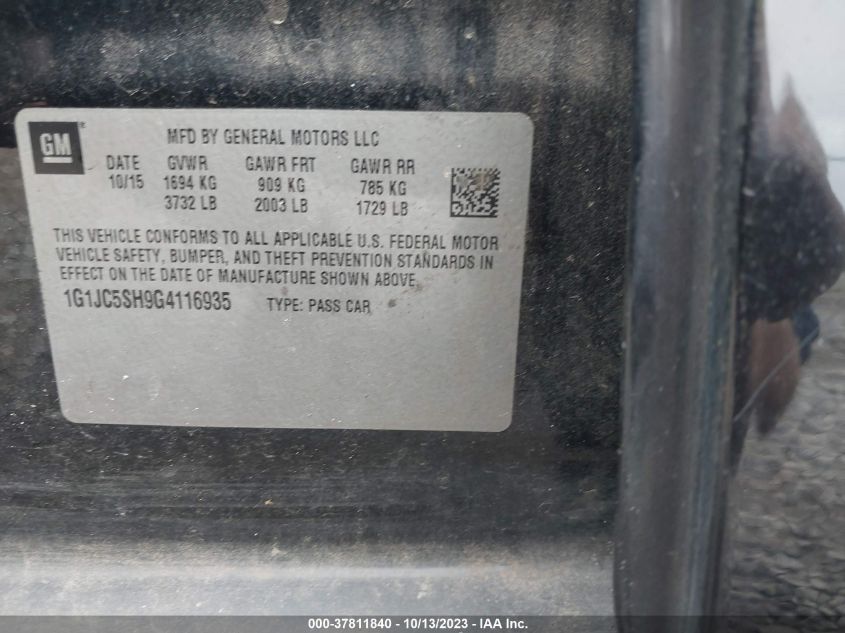 GM
MFD BY GENERAL MOTORS LLC
DATE GVWR GAWR FRT GAWR RR
10/15 1694 KG 909 KG 785 KG
3732 LB 2003 LB 1729 LB
THIS VEHICLE CONFORMS TO ALL APPLICABLE U.S. FEDERAL MOTOR
VEHICLE SAFETY, BUMPER, AND THEFT PREVENTION STANDARDS IN
EFFECT ON THE DATE OF MANUFACTURE SHOWN ABOVE.
1G1JC5SH9G4116935 TYPE: PASS CAR
000-37811840 - 10/13/2023 - IAA Inc.